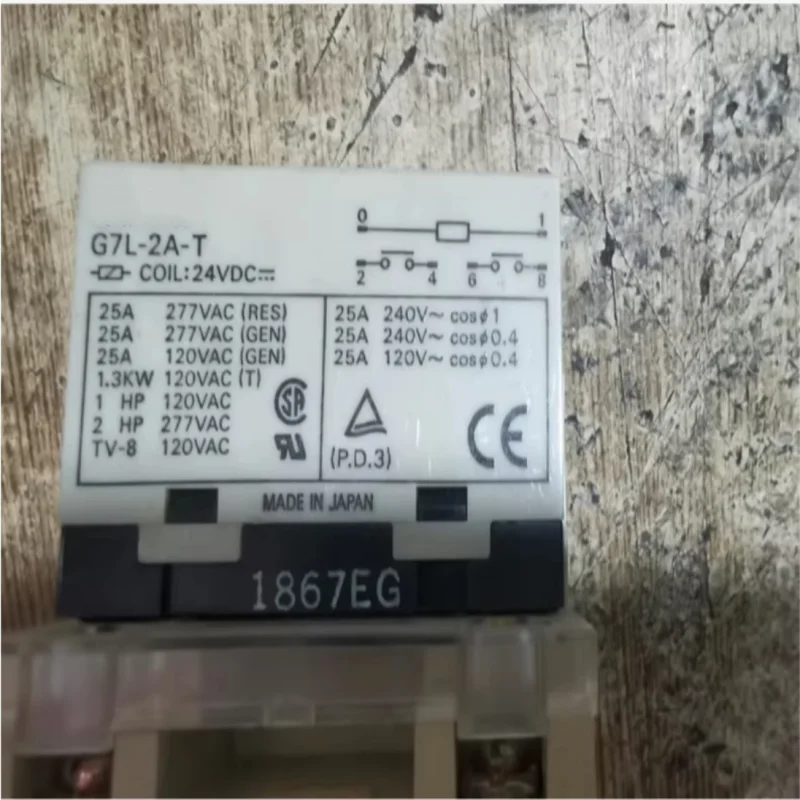 G7L-2A-T
COIL:24VDC⎓
0 1
2 4 6 8
25A 277VAC (RES)
25A 277VAC (GEN)
25A 120VAC (GEN)
1.3KW 120VAC (T)
1 HP 120VAC
2 HP 277VAC
TV-8 120VAC
25A 240V~ cosφ1
25A 240V~ cosφ0.4
25A 120V~ cosφ0.4
(P.D.3)
CE
MADE IN JAPAN
1867EG